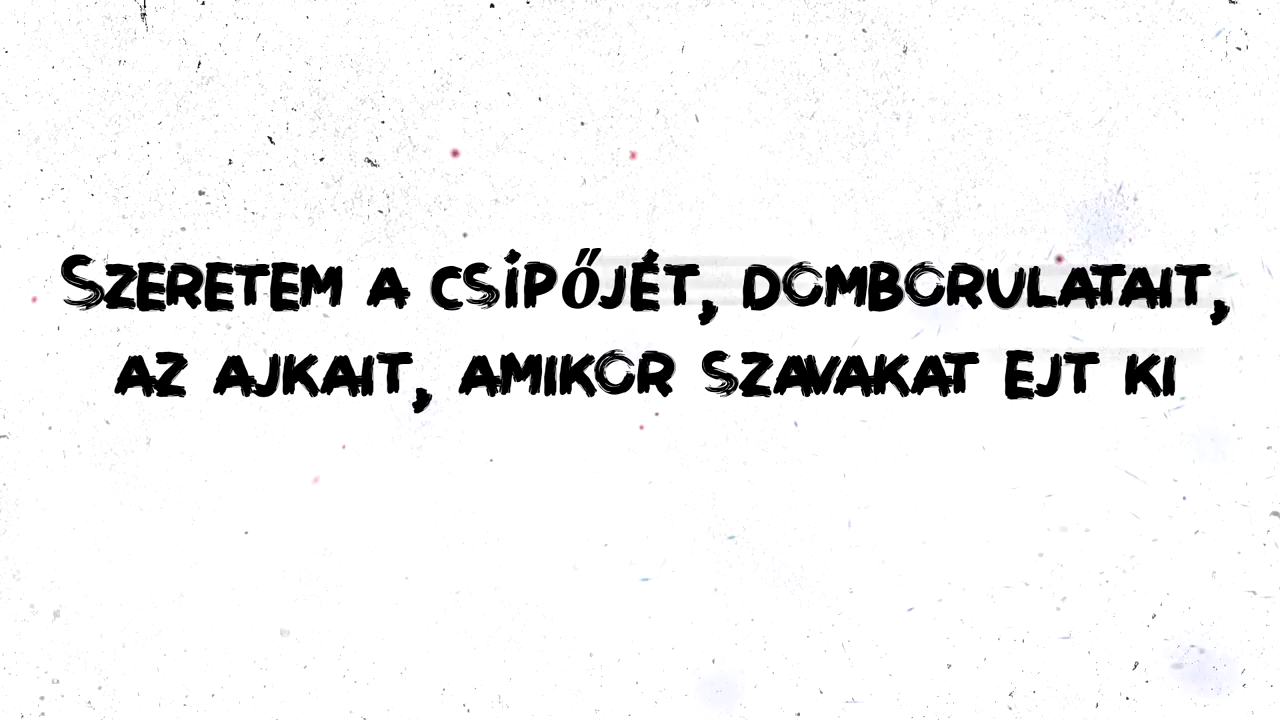 Szeretem a csípőjét, domborulatait,
az ajkait, amikor szavakat ejt ki